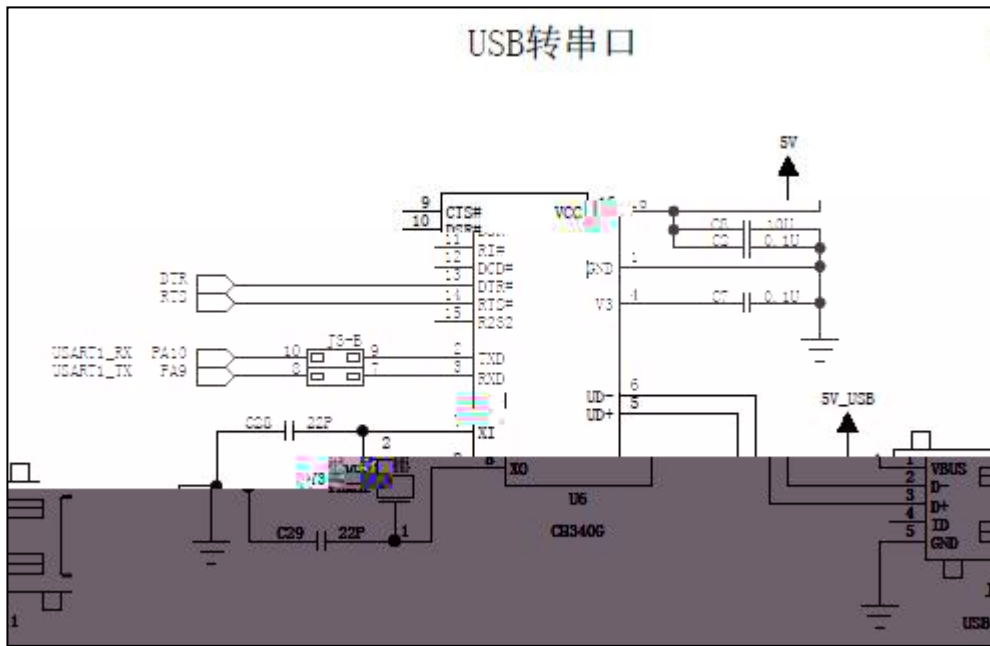 USB转串口
5V
9 CTS#
10 DSR#
VCC
C8 10U
C2 0.1U
11 RI#
12 DCD#
GND 1
DTR
13 DTR#
RTS
14 RTS#
V3 4 C7 0.1U
15 R232
J3-B
USART1_RX PA10 10 9 2 TXD
USART1_TX PA9 8 7 3 RXD
UD- 6
UD+ 5
5V_USB
C28 22P
XI
2
Y3
8 XO
1 VBUS
2 D-
3 D+
4 ID
5 GND
U6
C29 22P 1
CH340G
1
USB